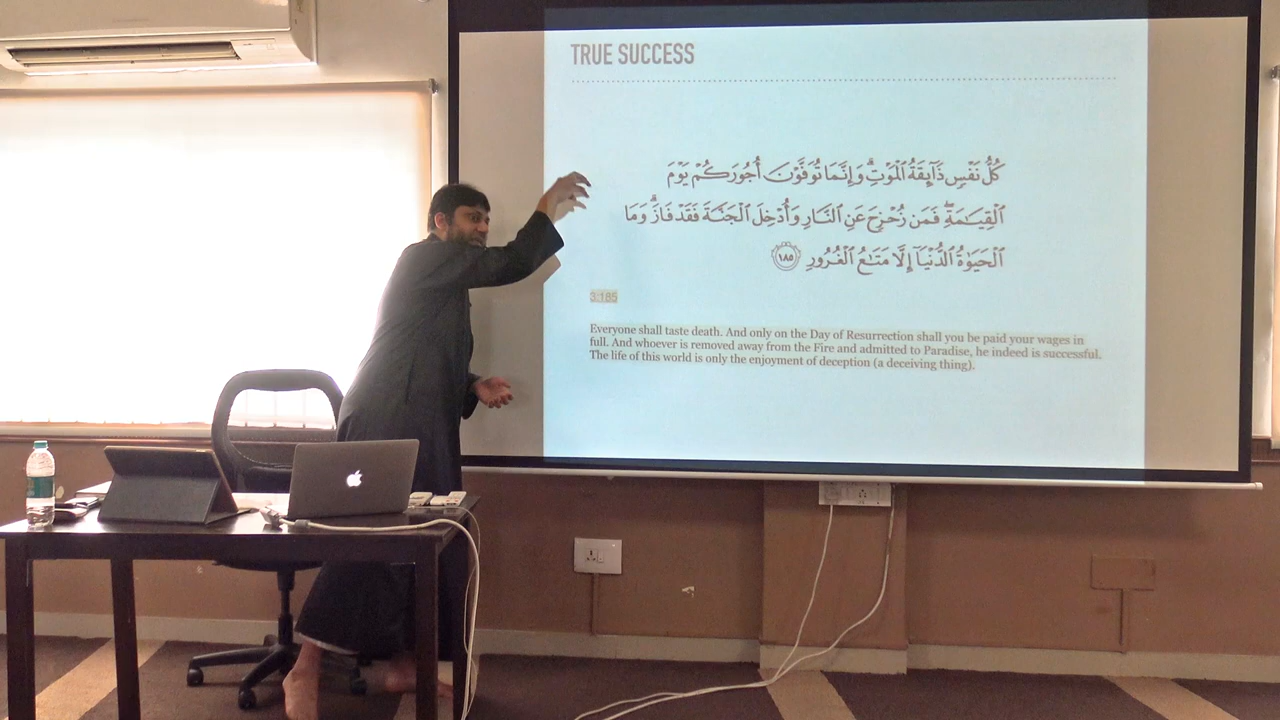 TRUE SUCCESS
كُلُّ نَفْسٍ ذَآئِقَةُ ٱلْمَوْتِ ۗ وَإِنَّمَا تُوَفَّوْنَ أُجُورَكُمْ يَوْمَ
ٱلْقِيَـٰمَةِ ۖ فَمَن زُحْزِحَ عَنِ ٱلنَّارِ وَأُدْخِلَ ٱلْجَنَّةَ فَقَدْ فَازَ ۗ وَمَا
ٱلْحَيَوٰةُ ٱلدُّنْيَآ إِلَّا مَتَـٰعُ ٱلْغُرُورِ ١٨٥
3:185
Everyone shall taste death. And only on the Day of Resurrection shall you be paid your wages in
full. And whoever is removed away from the Fire and admitted to Paradise, he indeed is successful.
The life of this world is only the enjoyment of deception (a deceiving thing).